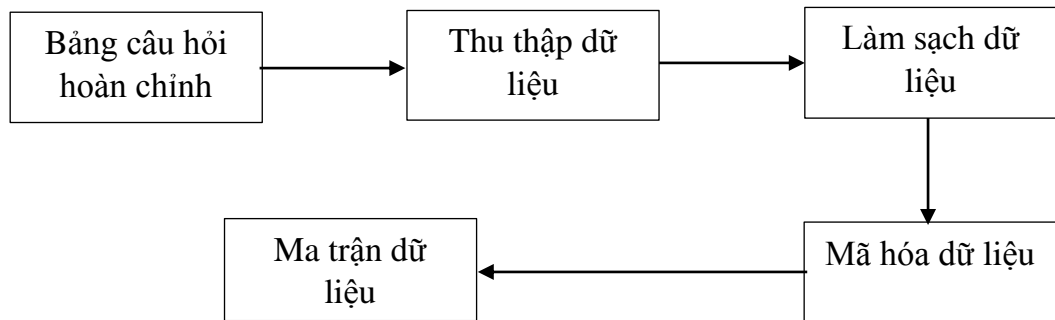 Bảng câu hỏi
hoàn chỉnh
Thu thập dữ
liệu
Làm sạch dữ
liệu
Mã hóa dữ liệu
Ma trận dữ
liệu